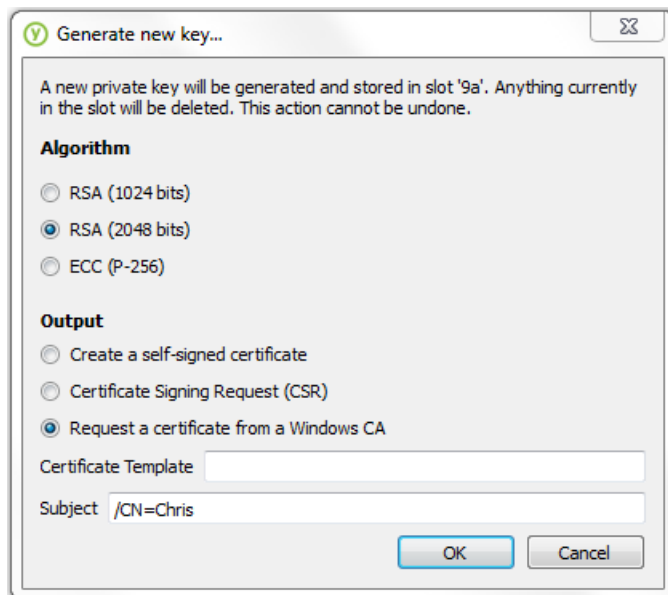 Generate new key...
A new private key will be generated and stored in slot '9a'. Anything currently
in the slot will be deleted. This action cannot be undone.
Algorithm
RSA (1024 bits)
RSA (2048 bits)
ECC (P-256)
Output
Create a self-signed certificate
Certificate Signing Request (CSR)
Request a certificate from a Windows CA
Certificate Template
Subject /CN=Chris
OK Cancel